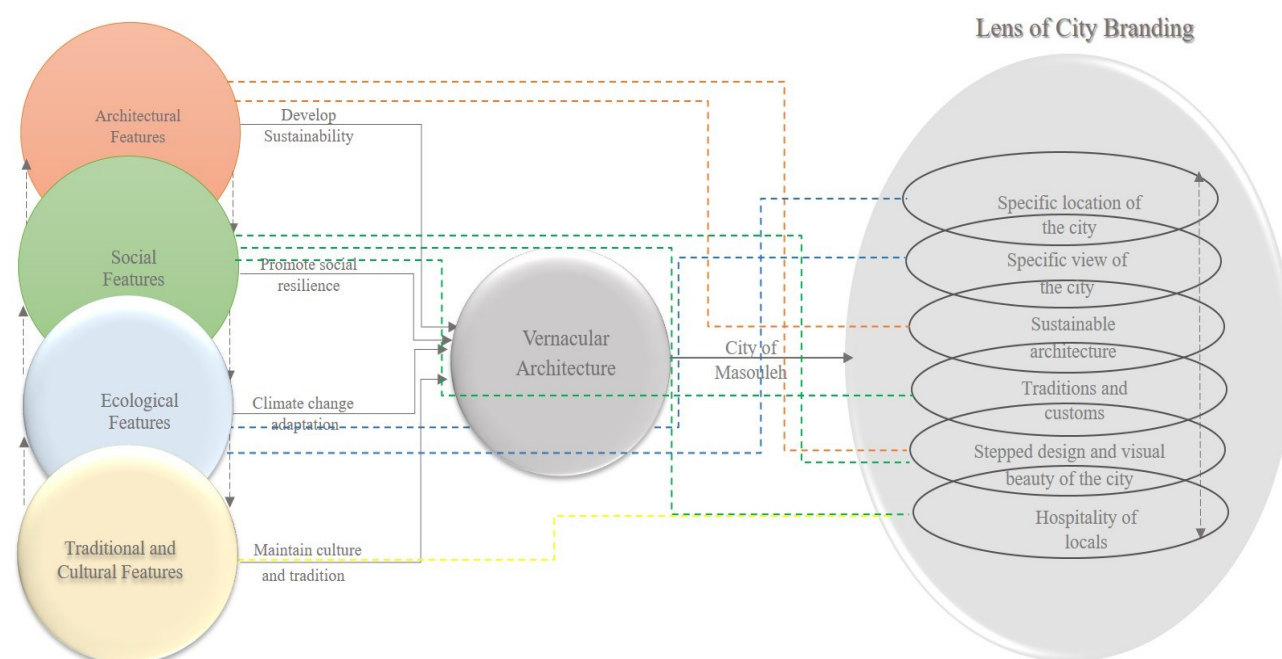 Lens of City Branding
Architectural
Features
Develop
Sustainability
Social
Features
Promote social
resilience
Ecological
Features
Climate change
adaptation
Traditional and
Cultural Features
Maintain culture
and tradition
Vernacular
Architecture
City of
Masouleh
Specific location of
the city
Specific view of
the city
Sustainable
architecture
Traditions and
customs
Stepped design and visual
beauty of the city
Hospitality of
locals